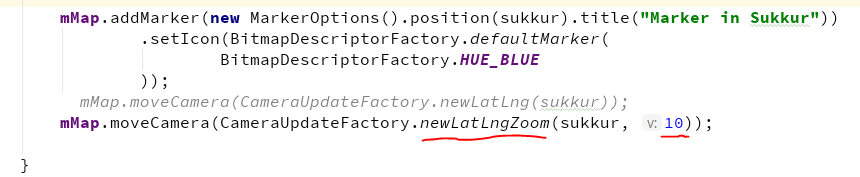 mMap.addMarker(new MarkerOptions().position(sukkur).title("Marker in Sukkur"))
.setIcon(BitmapDescriptorFactory.defaultMarker(
BitmapDescriptorFactory.HUE_BLUE
));
mMap.moveCamera(CameraUpdateFactory.newLatLng(sukkur));
mMap.moveCamera(CameraUpdateFactory.newLatLngZoom(sukkur, v: 10));
}